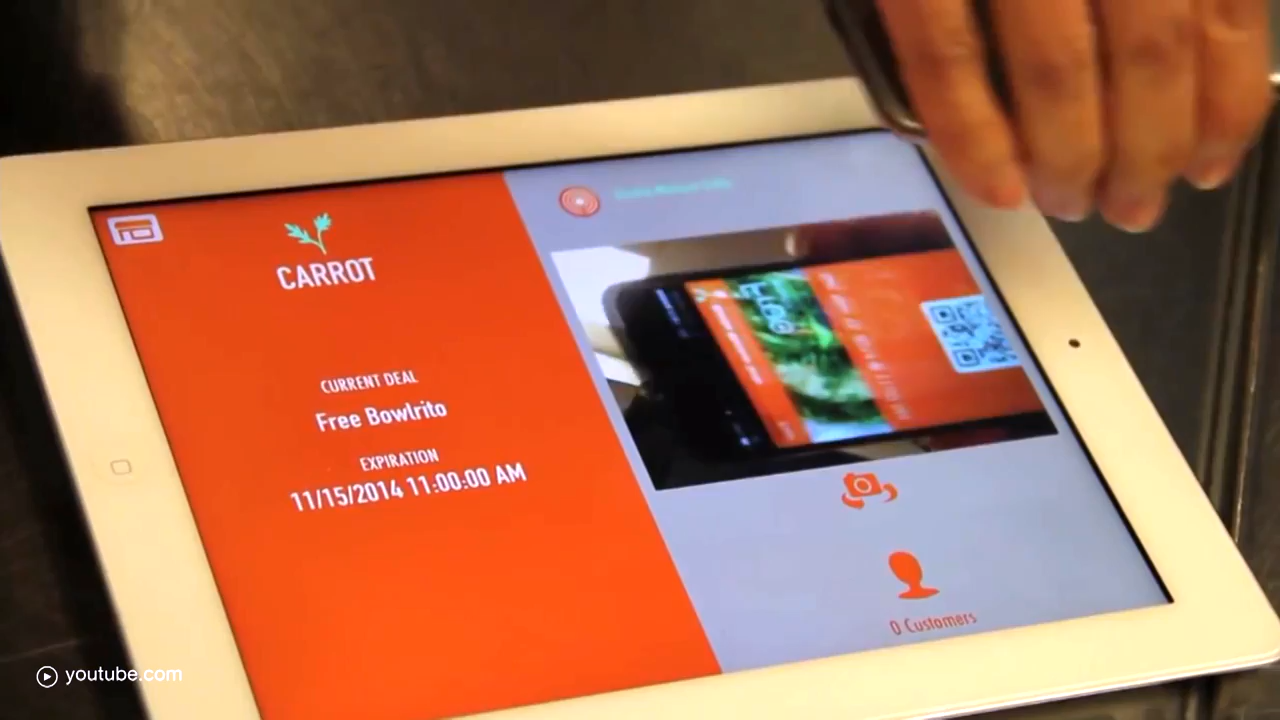 CARROT
CURRENT DEAL
Free Bowlrito
EXPIRATION
11/15/2014 11:00:00 AM
0 Customers
youtube.com